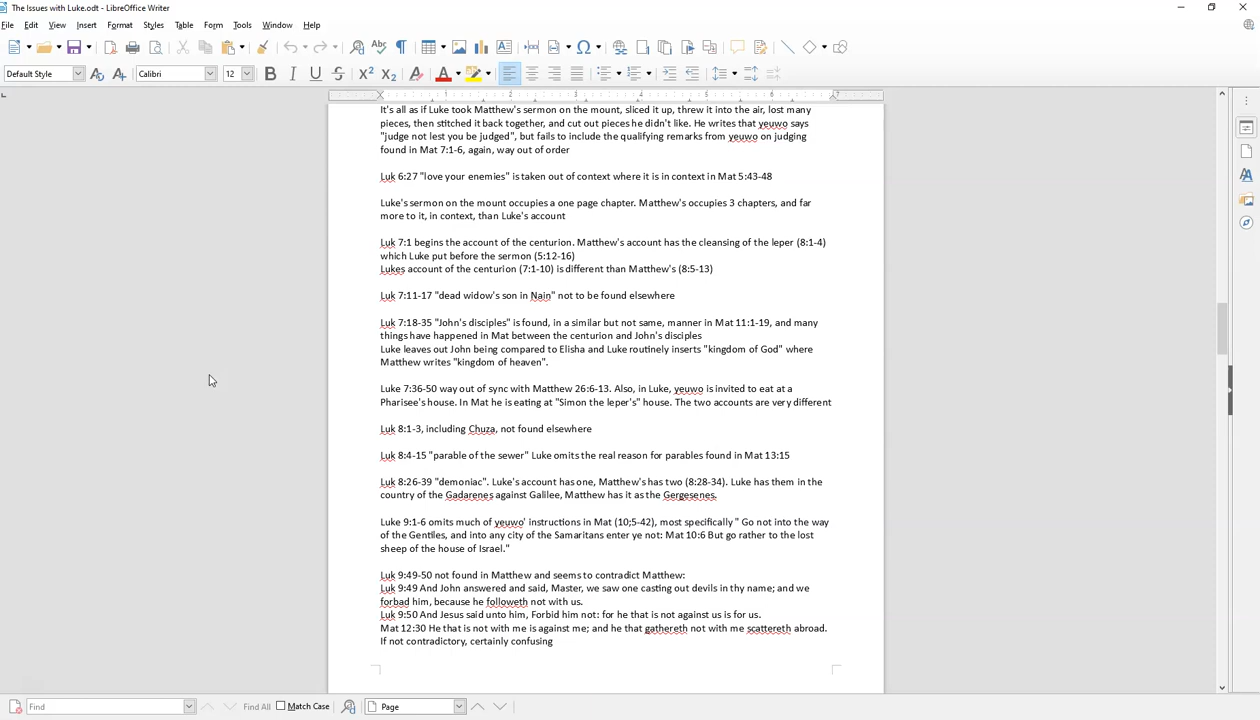 The Issues with Luke.odt - LibreOffice Writer
File Edit View Insert Format Styles Table Form Tools Window Help
Default Style Calibri 12
1 2 3 4 5 6 7
It's all as if Luke took Matthew's sermon on the mount, sliced it up, threw it into the air, lost many
pieces, then stitched it back together, and cut out pieces he didn't like. He writes that yeuwo says
"judge not lest you be judged", but fails to include the qualifying remarks from yeuwo on judging
found in Mat 7:1-6, again, way out of order
Luk 6:27 "love your enemies" is taken out of context where it is in context in Mat 5:43-48
Luke's sermon on the mount occupies a one page chapter. Matthew's occupies 3 chapters, and far
more to it, in context, than Luke's account
Luk 7:1 begins the account of the centurion. Matthew's account has the cleansing of the leper (8:1-4)
which Luke put before the sermon (5:12-16)
Lukes account of the centurion (7:1-10) is different than Matthew's (8:5-13)
Luk 7:11-17 "dead widow's son in Nain" not to be found elsewhere
Luk 7:18-35 "John's disciples" is found, in a similar but not same, manner in Mat 11:1-19, and many
things have happened in Mat between the centurion and John's disciples
Luke leaves out John being compared to Elisha and Luke routinely inserts "kingdom of God" where
Matthew writes "kingdom of heaven".
Luke 7:36-50 way out of sync with Matthew 26:6-13. Also, in Luke, yeuwo is invited to eat at a
Pharisee's house. In Mat he is eating at "Simon the leper's" house. The two accounts are very different
Luk 8:1-3, including Chuza, not found elsewhere
Luk 8:4-15 "parable of the sewer" Luke omits the real reason for parables found in Mat 13:15
Luk 8:26-39 "demoniac". Luke's account has one, Matthew's has two (8:28-34). Luke has them in the
country of the Gadarenes against Galilee, Matthew has it as the Gergesenes.
Luke 9:1-6 omits much of yeuwo' instructions in Mat (10;5-42), most specifically " Go not into the way
of the Gentiles, and into any city of the Samaritans enter ye not: Mat 10:6 But go rather to the lost
sheep of the house of Israel."
Luk 9:49-50 not found in Matthew and seems to contradict Matthew:
Luk 9:49 And John answered and said, Master, we saw one casting out devils in thy name; and we
forbad him, because he followeth not with us.
Luk 9:50 And Jesus said unto him, Forbid him not: for he that is not against us is for us.
Mat 12:30 He that is not with me is against me; and he that gathereth not with me scattereth abroad.
If not contradictory, certainly confusing
Find Find All Match Case Page